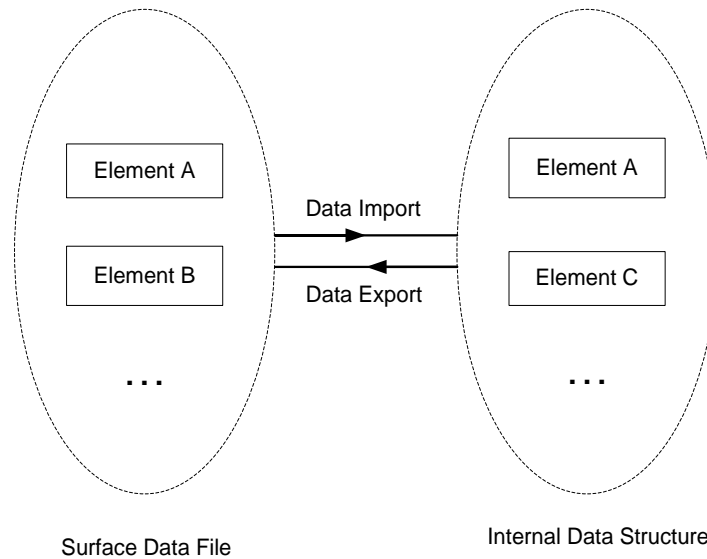 Element A
Element B
...
Data Import
Data Export
Element A
Element C
...
Surface Data File
Internal Data Structure